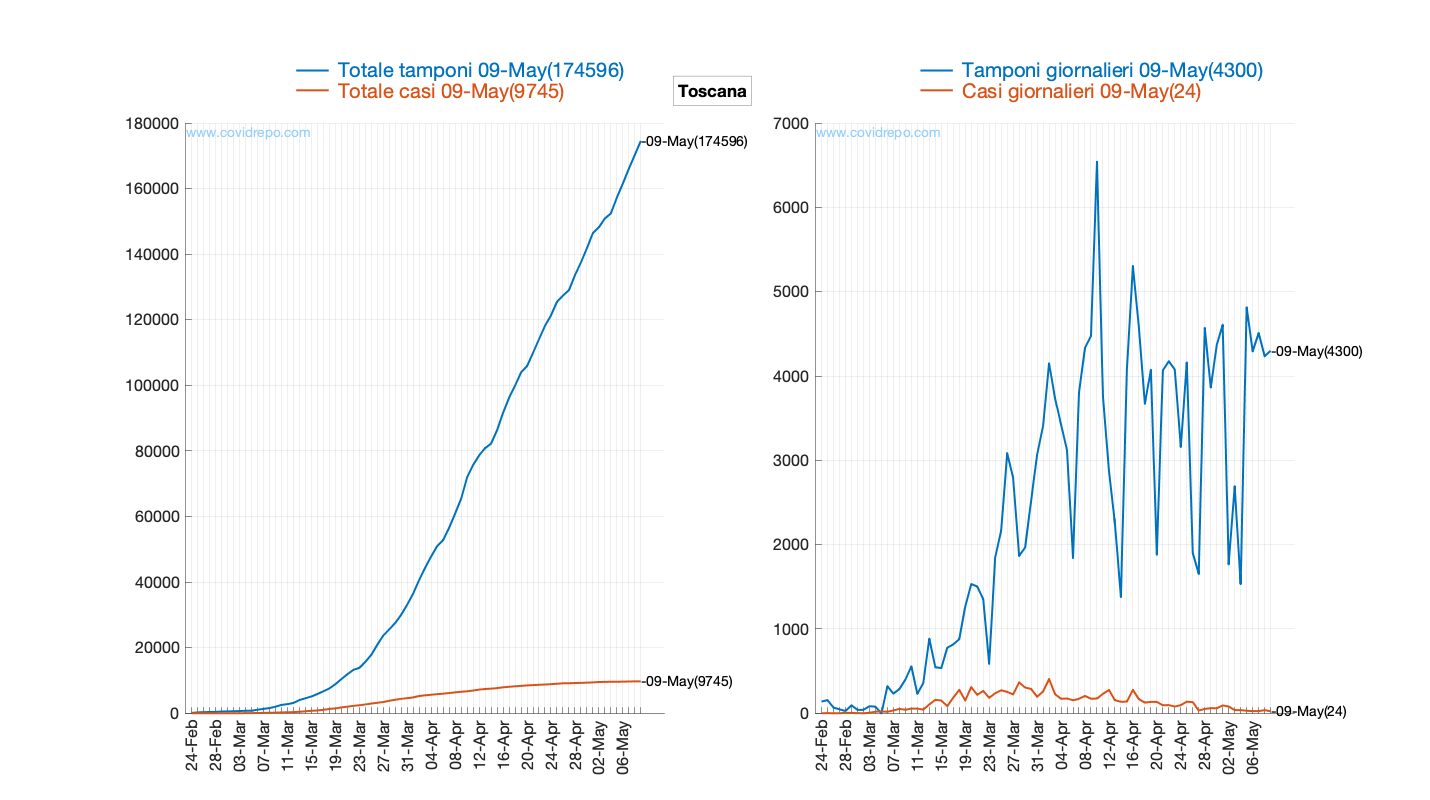 Totale tamponi 09-May(174596)
Totale casi 09-May(9745)
Toscana
Tamponi giornalieri 09-May(4300)
Casi giornalieri 09-May(24)
www.covidrepo.com
180000
160000
140000
120000
100000
80000
60000
40000
20000
0
-09-May(174596)
-09-May(9745)
24-Feb
28-Feb
03-Mar
07-Mar
11-Mar
15-Mar
19-Mar
23-Mar
27-Mar
31-Mar
04-Apr
08-Apr
12-Apr
16-Apr
20-Apr
24-Apr
28-Apr
02-May
06-May
www.covidrepo.com
7000
6000
5000
4000
3000
2000
1000
0
-09-May(4300)
-09-May(24)
24-Feb
28-Feb
03-Mar
07-Mar
11-Mar
15-Mar
19-Mar
23-Mar
27-Mar
31-Mar
04-Apr
08-Apr
12-Apr
16-Apr
20-Apr
24-Apr
28-Apr
02-May
06-May